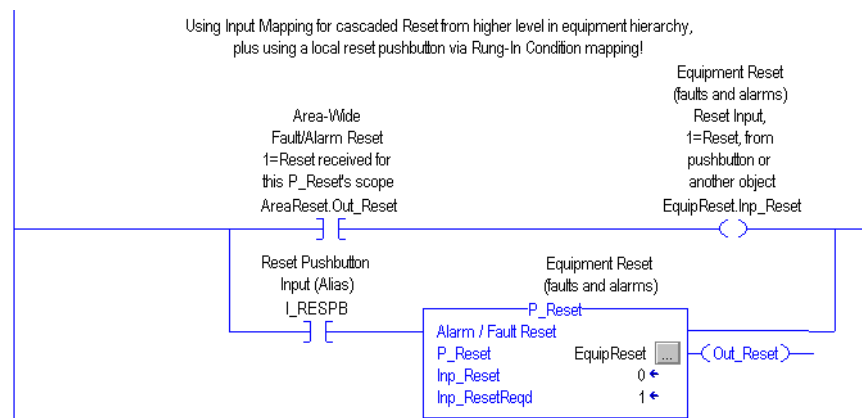 Using Input Mapping for cascaded Reset from higher level in equipment hierarchy,
plus using a local reset pushbutton via Rung-In Condition mapping!
Equipment Reset
(faults and alarms)
Reset Input,
1=Reset, from
pushbutton or
another object
EquipReset.Inp_Reset
Area-Wide
Fault/Alarm Reset
1=Reset received for
this P_Reset's scope
AreaReset.Out_Reset
Reset Pushbutton
Input (Alias)
I_RESPB
Equipment Reset
(faults and alarms)
P_Reset
Alarm / Fault Reset
P_Reset EquipReset ...
Inp_Reset 0
Inp_ResetReqd 1
Out_Reset